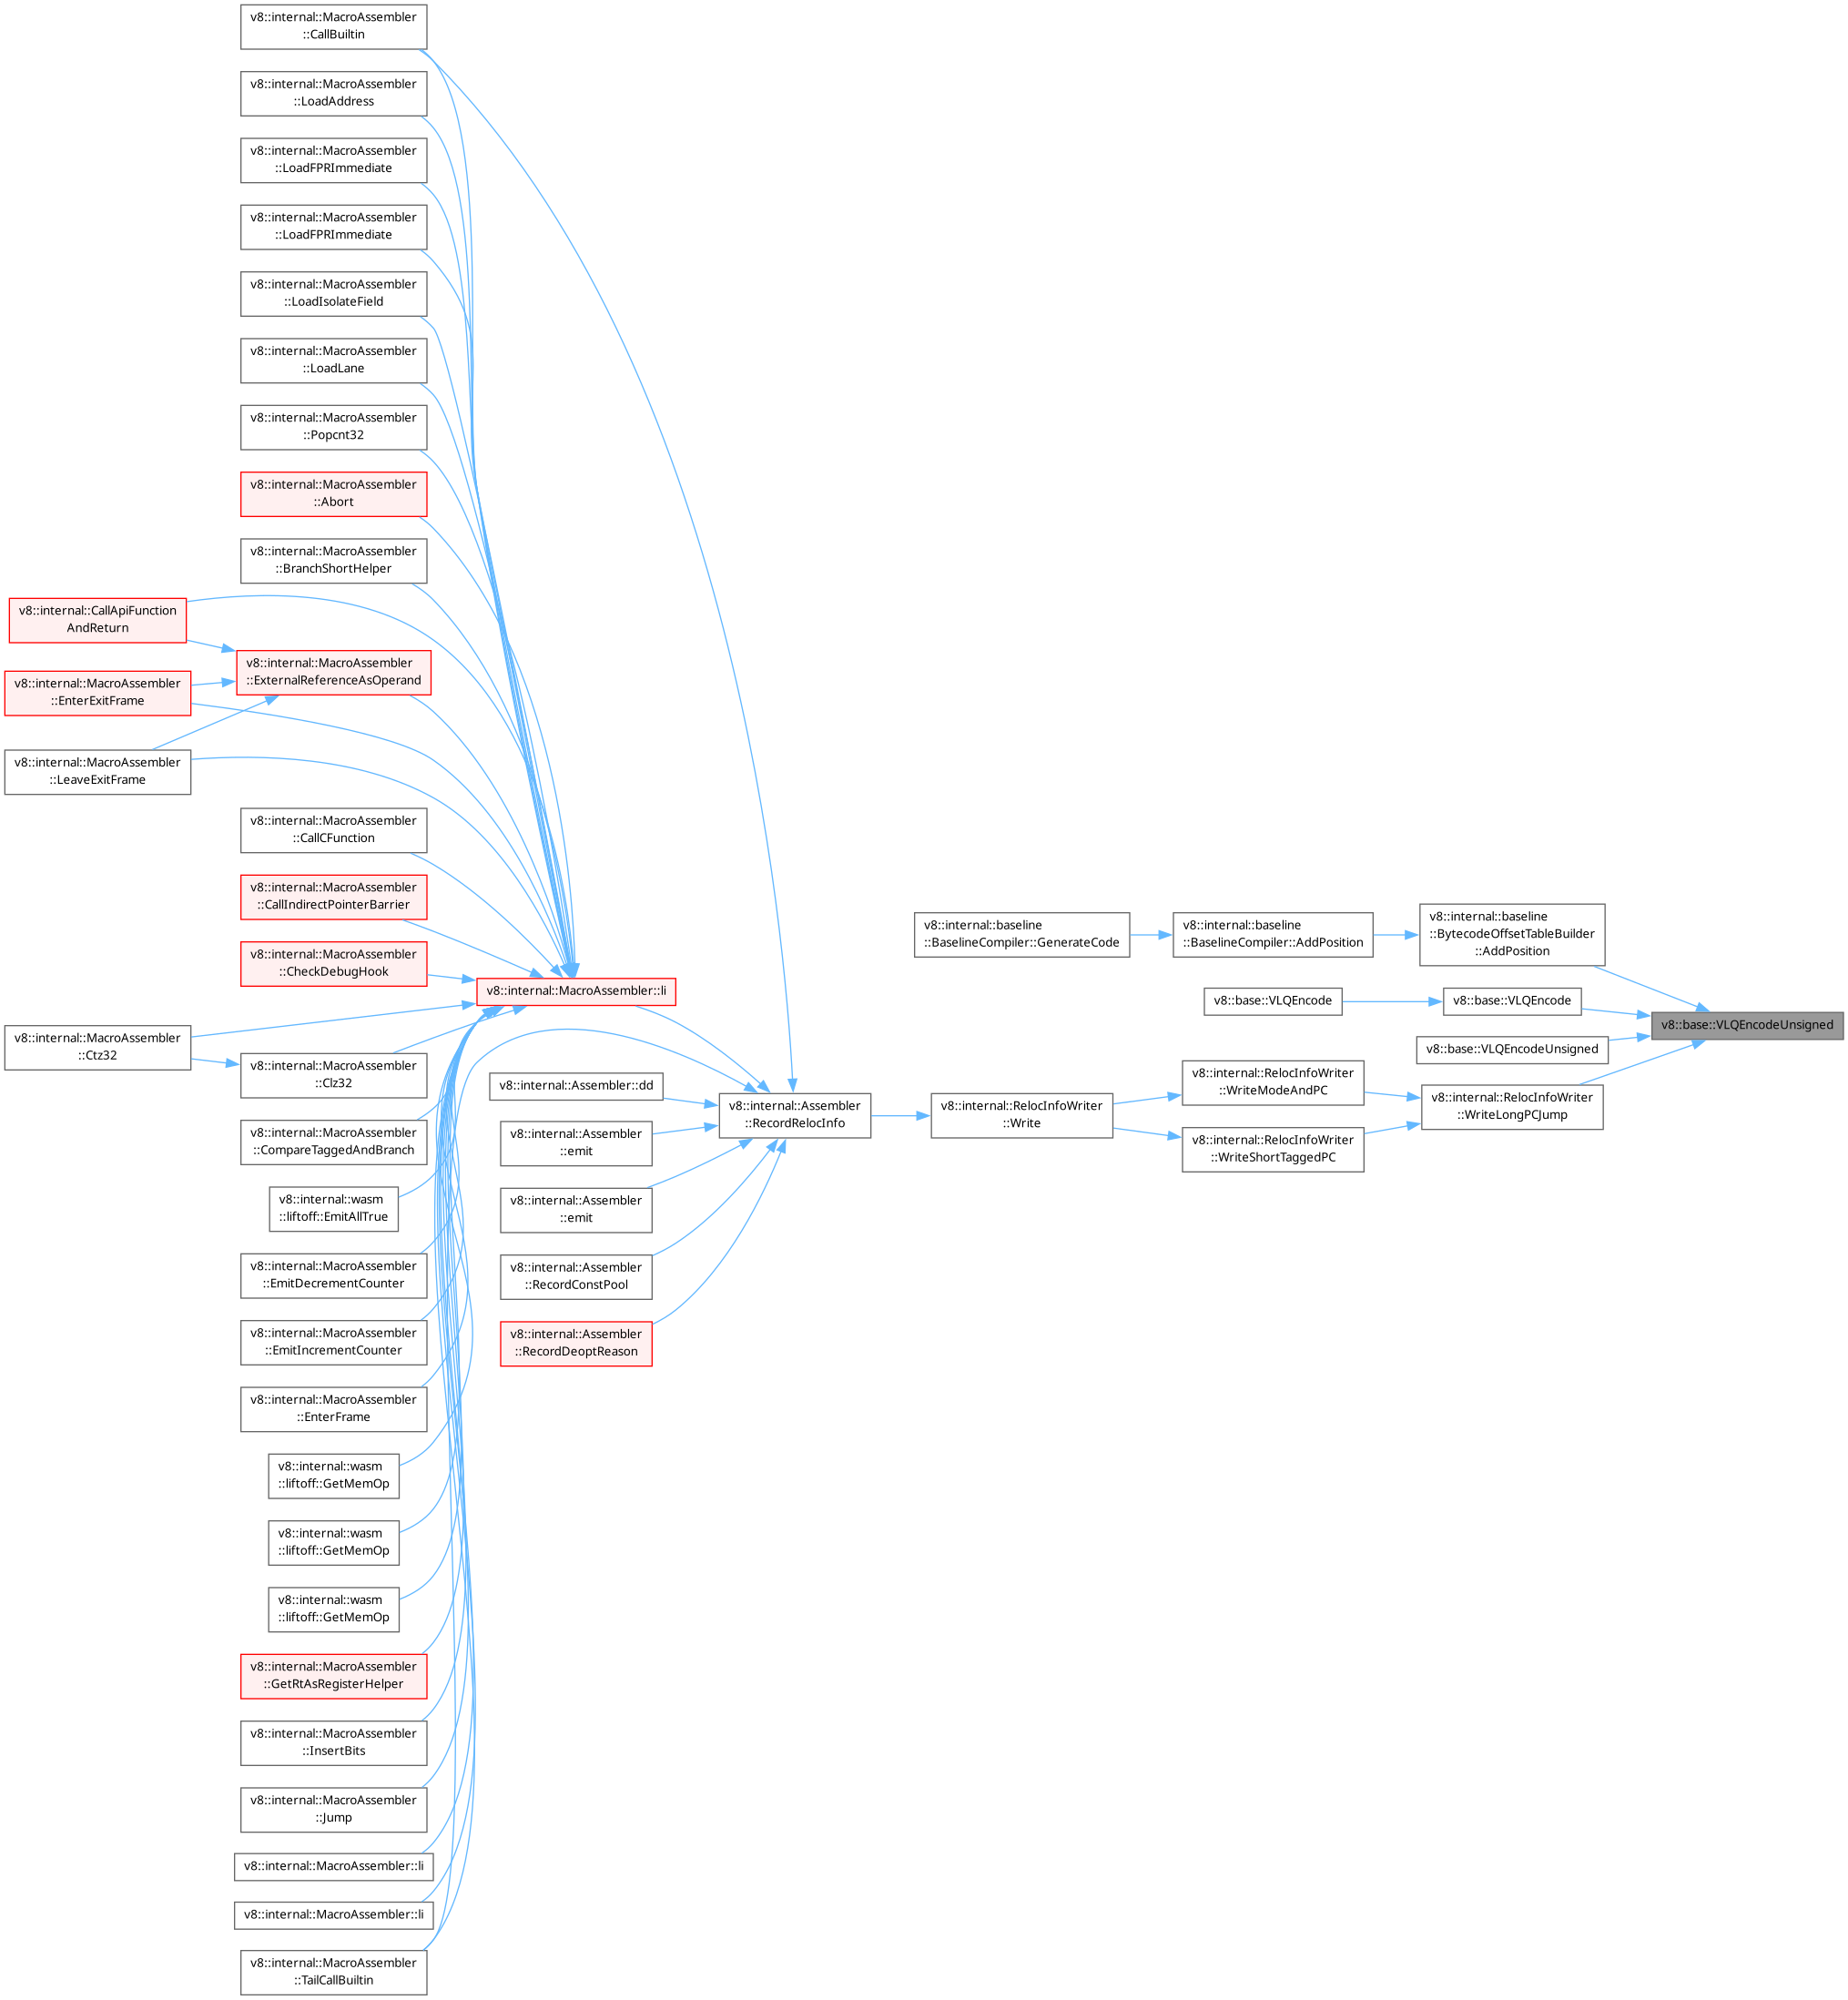 v8::internal::MacroAssembler
::CallBuiltin
v8::internal::MacroAssembler
::LoadAddress
v8::internal::MacroAssembler
::LoadFPRImmediate
v8::internal::MacroAssembler
::LoadFPRImmediate
v8::internal::MacroAssembler
::LoadIsolateField
v8::internal::MacroAssembler
::LoadLane
v8::internal::MacroAssembler
::Popcnt32
v8::internal::MacroAssembler
::Abort
v8::internal::MacroAssembler
::BranchShortHelper
v8::internal::CallApiFunction
AndReturn
v8::internal::MacroAssembler
::ExternalReferenceAsOperand
v8::internal::MacroAssembler
::EnterExitFrame
v8::internal::MacroAssembler
::LeaveExitFrame
v8::internal::MacroAssembler
::CallCFunction
v8::internal::MacroAssembler
::CallIndirectPointerBarrier
v8::internal::MacroAssembler
::CheckDebugHook
v8::internal::MacroAssembler::li
v8::internal::MacroAssembler
::Ctz32
v8::internal::MacroAssembler
::Clz32
v8::internal::MacroAssembler
::CompareTaggedAndBranch
v8::internal::wasm
::liftoff::EmitAllTrue
v8::internal::MacroAssembler
::EmitDecrementCounter
v8::internal::MacroAssembler
::EmitIncrementCounter
v8::internal::MacroAssembler
::EnterFrame
v8::internal::wasm
::liftoff::GetMemOp
v8::internal::wasm
::liftoff::GetMemOp
v8::internal::wasm
::liftoff::GetMemOp
v8::internal::MacroAssembler
::GetRtAsRegisterHelper
v8::internal::MacroAssembler
::InsertBits
v8::internal::MacroAssembler
::Jump
v8::internal::MacroAssembler::li
v8::internal::MacroAssembler::li
v8::internal::MacroAssembler
::TailCallBuiltin
v8::internal::Assembler::dd
v8::internal::Assembler
::emit
v8::internal::Assembler
::emit
v8::internal::Assembler
::RecordConstPool
v8::internal::Assembler
::RecordDeoptReason
v8::internal::Assembler
::RecordRelocInfo
v8::internal::baseline
::BaselineCompiler::GenerateCode
v8::internal::baseline
::BaselineCompiler::AddPosition
v8::internal::baseline
::BytecodeOffsetTableBuilder
::AddPosition
v8::base::VLQEncode
v8::base::VLQEncode
v8::base::VLQEncodeUnsigned
v8::base::VLQEncodeUnsigned
v8::internal::RelocInfoWriter
::Write
v8::internal::RelocInfoWriter
::WriteModeAndPC
v8::internal::RelocInfoWriter
::WriteShortTaggedPC
v8::internal::RelocInfoWriter
::WriteLongPCJump